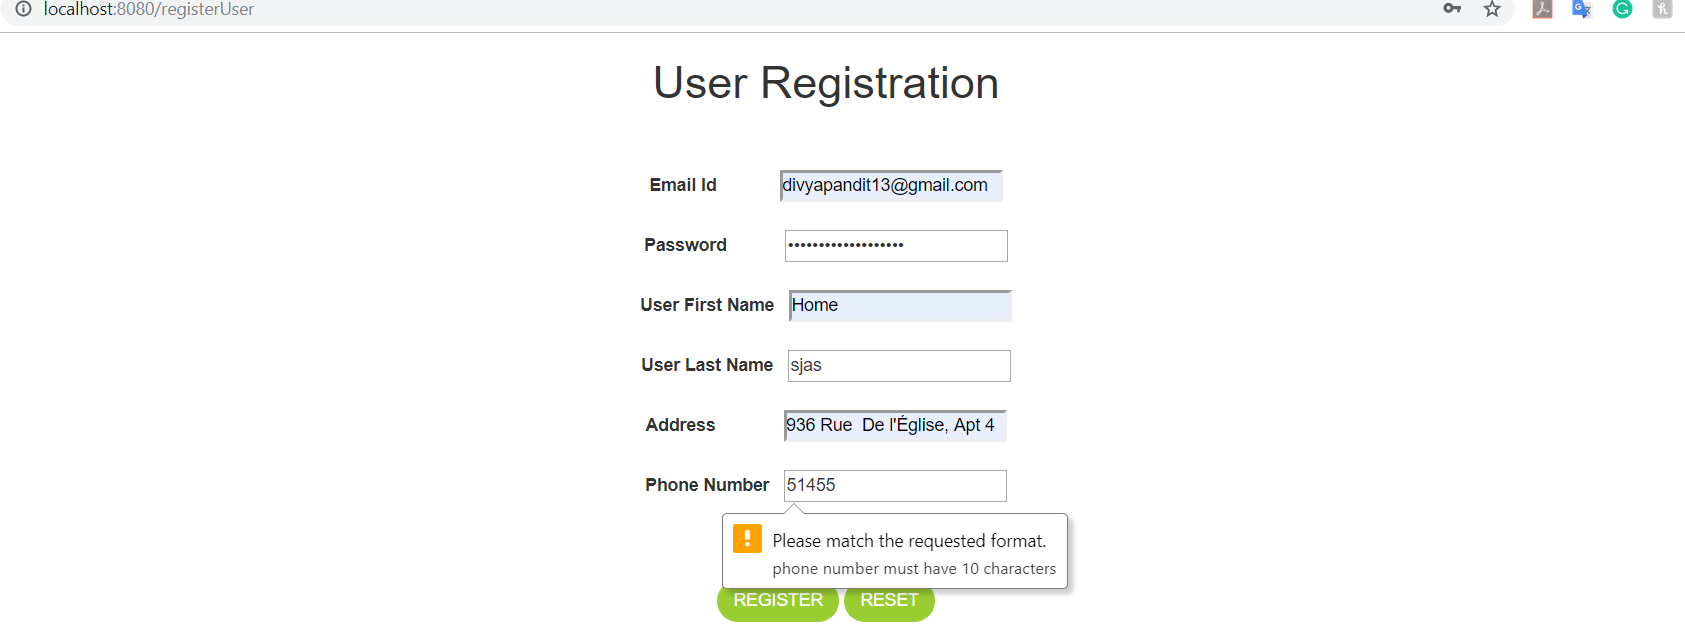 localhost:8080/registerUser
User Registration
Email Id divyapandit13@gmail.com
Password •••••••••••••••••••
User First Name Home
User Last Name sjas
Address 936 Rue  De l'Église, Apt 4
Phone Number 51455
! Please match the requested format.
phone number must have 10 characters
REGISTER RESET